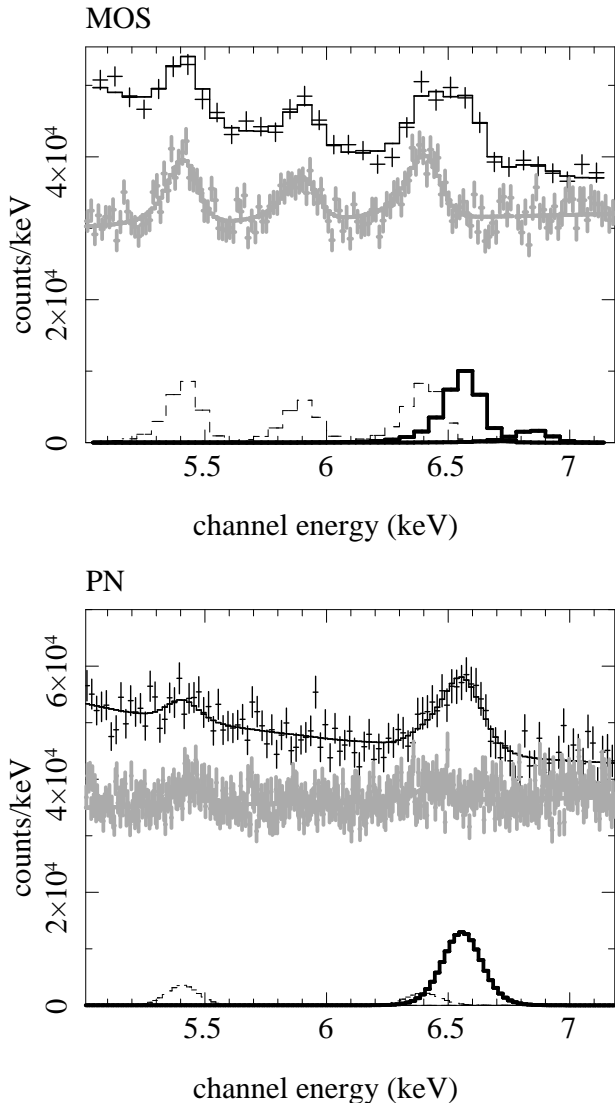 MOS
counts/keV
4×10⁴
2×10⁴
0
5.5 6 6.5 7
channel energy (keV)
PN
counts/keV
6×10⁴
4×10⁴
2×10⁴
0
5.5 6 6.5 7
channel energy (keV)